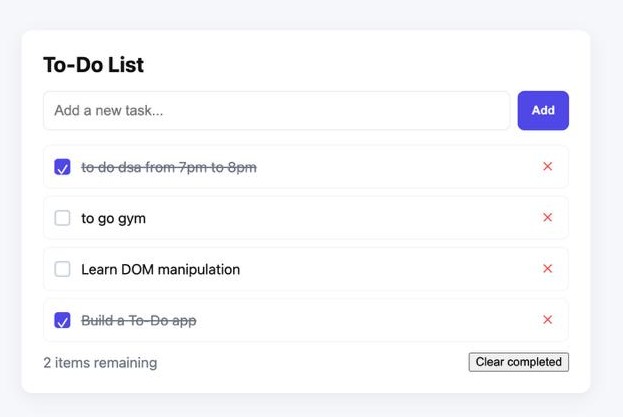 To-Do List
Add a new task...
Add
to do dsa from 7pm to 8pm
to go gym
Learn DOM manipulation
Build a To-Do app
2 items remaining
Clear completed